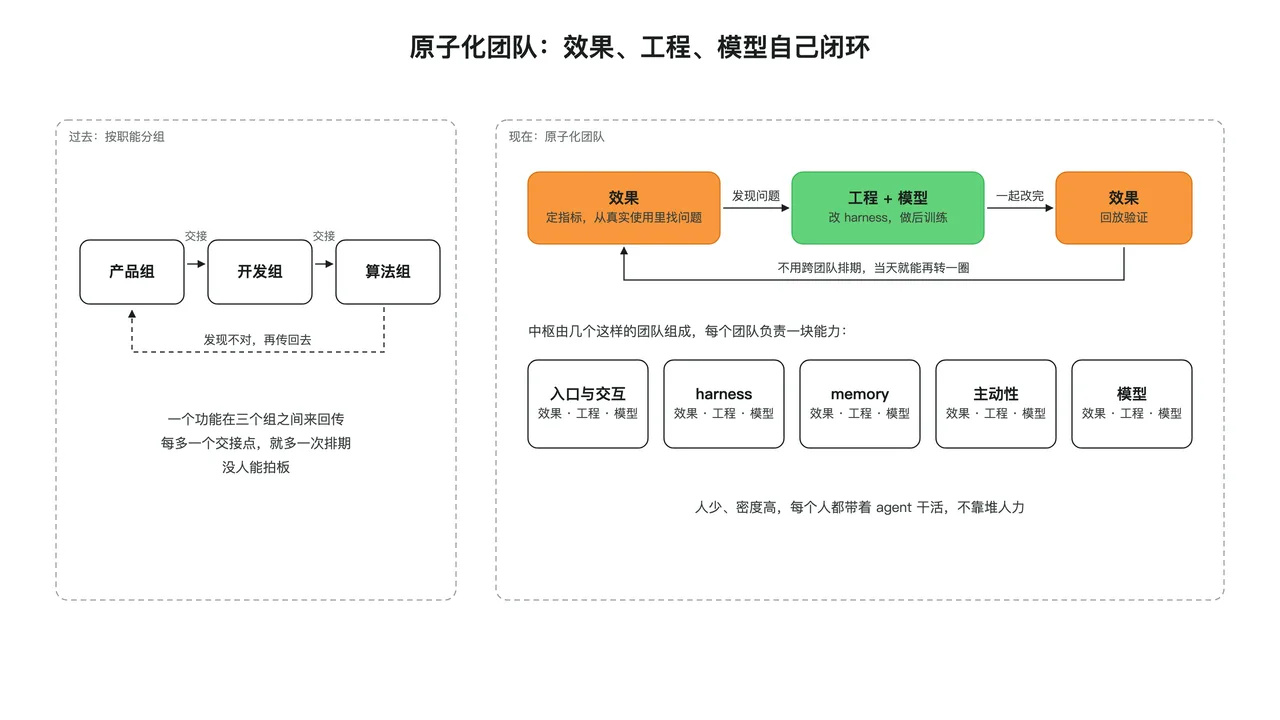 原子化团队：效果、工程、模型自己闭环
过去：按职能分组
交接
交接
产品组
开发组
算法组
发现不对，再传回去
一个功能在三个组之间来回传
每多一个交接点，就多一次排期
没人能拍板
现在：原子化团队
效果
定指标，从真实使用里找问题
发现问题
工程 + 模型
改 harness，做后训练
一起改完
效果
回放验证
不用跨团队排期，当天就能再转一圈
中枢由几个这样的团队组成，每个团队负责一块能力：
入口与交互
效果 · 工程 · 模型
harness
效果 · 工程 · 模型
memory
效果 · 工程 · 模型
主动性
效果 · 工程 · 模型
模型
效果 · 工程 · 模型
人少、密度高，每个人都带着 agent 干活，不靠堆人力